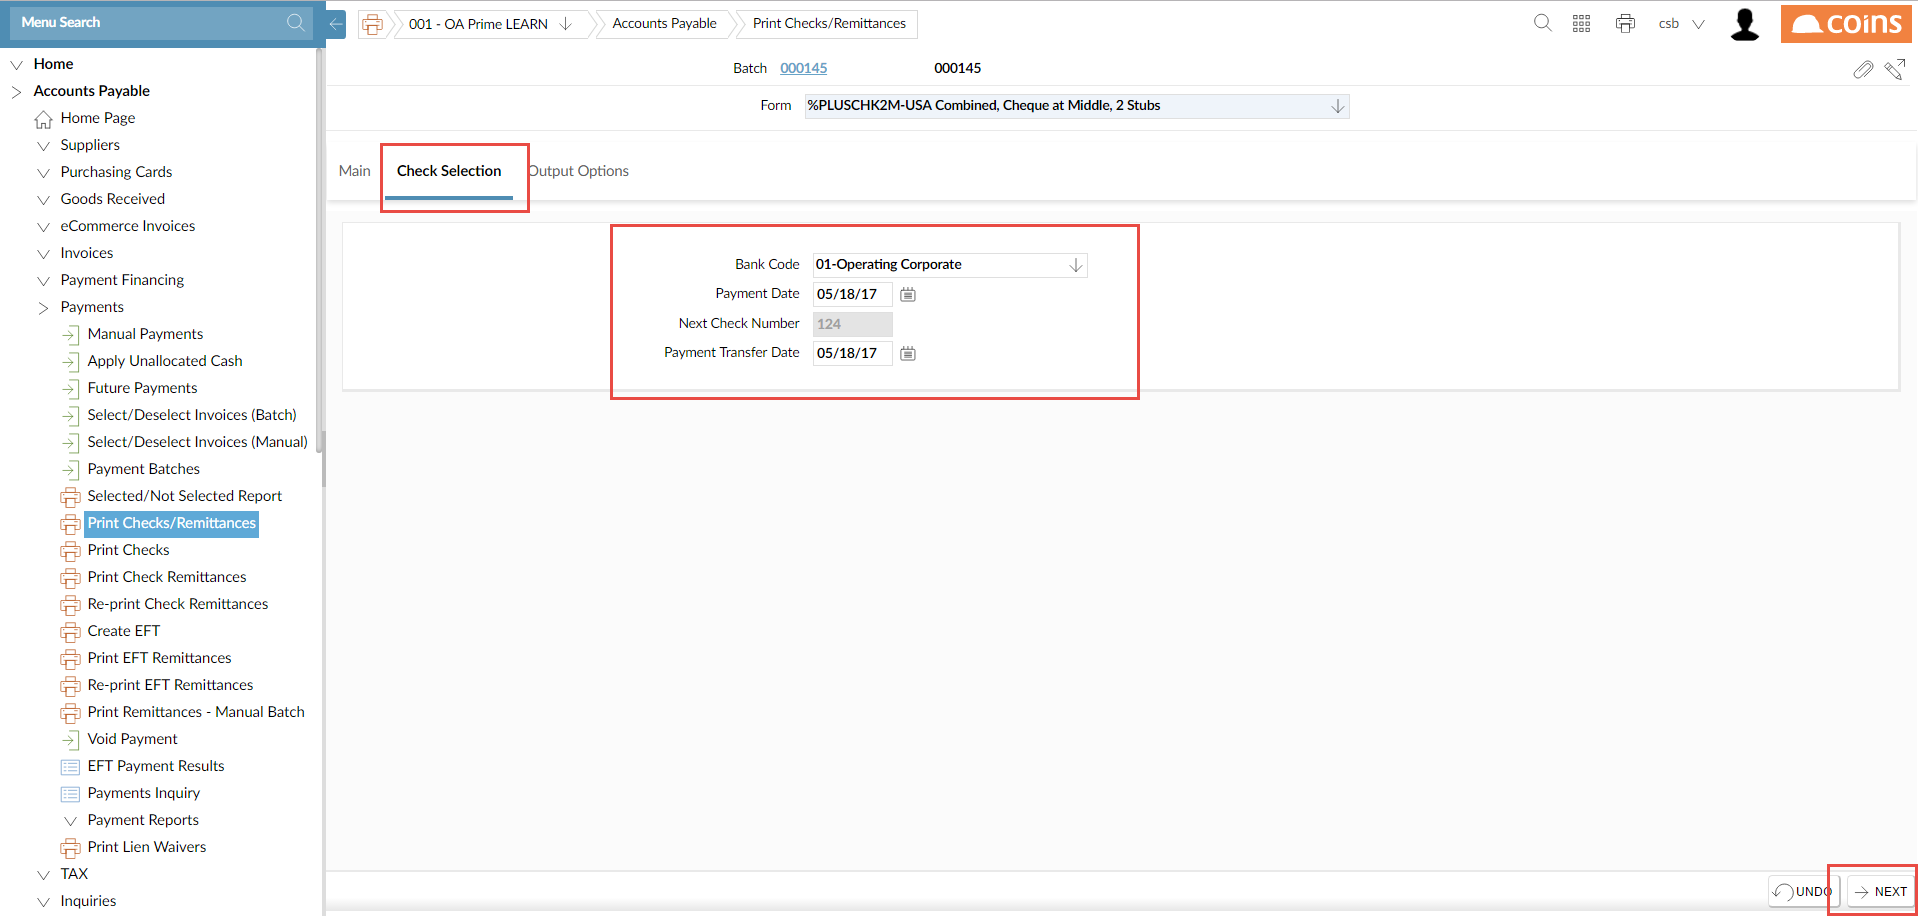 Menu Search
001 - OA Prime LEARN
Accounts Payable
Print Checks/Remittances
csb
coins
Batch 000145 000145
Form %PLUSCHK2M-USA Combined, Cheque at Middle, 2 Stubs
Main Check Selection Output Options
Bank Code 01-Operating Corporate
Payment Date 05/18/17
Next Check Number 124
Payment Transfer Date 05/18/17
Home
Accounts Payable
Home Page
Suppliers
Purchasing Cards
Goods Received
eCommerce Invoices
Invoices
Payment Financing
Payments
Manual Payments
Apply Unallocated Cash
Future Payments
Select/Deselect Invoices (Batch)
Select/Deselect Invoices (Manual)
Payment Batches
Selected/Not Selected Report
Print Checks/Remittances
Print Checks
Print Check Remittances
Re-print Check Remittances
Create EFT
Print EFT Remittances
Re-print EFT Remittances
Print Remittances - Manual Batch
Void Payment
EFT Payment Results
Payments Inquiry
Payment Reports
Print Lien Waivers
TAX
Inquiries
UNDO
NEXT